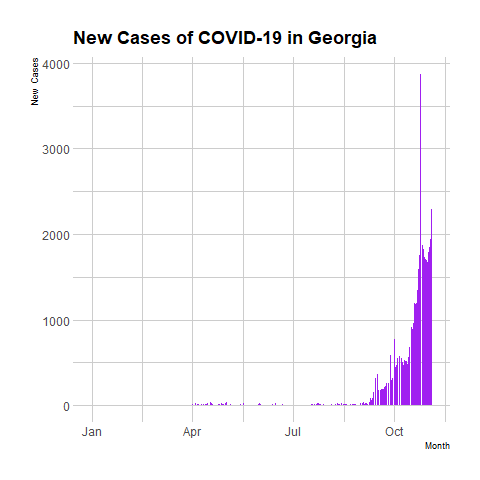 New Cases of COVID-19 in Georgia
New Cases
4000
3000
2000
1000
0
Jan Apr Jul Oct
Month